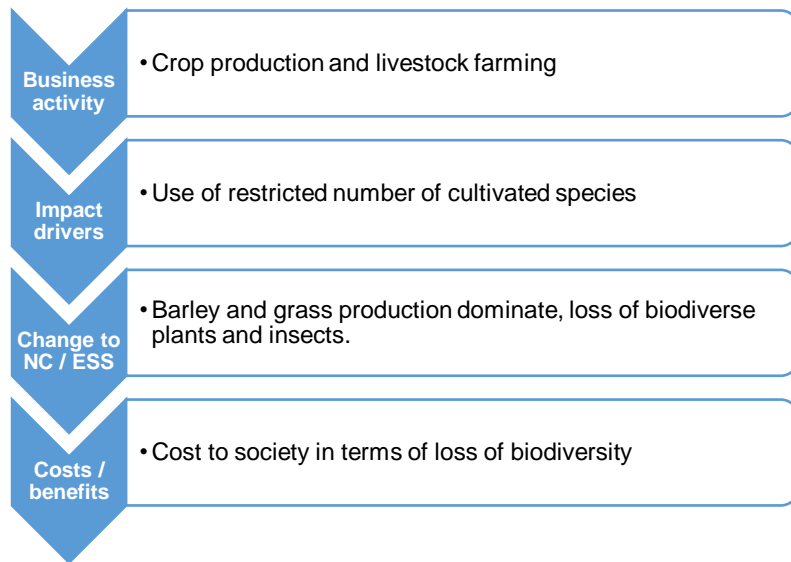 Business
activity
• Crop production and livestock farming
Impact
drivers
• Use of restricted number of cultivated species
Change to
NC / ESS
• Barley and grass production dominate, loss of biodiverse
plants and insects.
Costs /
benefits
• Cost to society in terms of loss of biodiversity